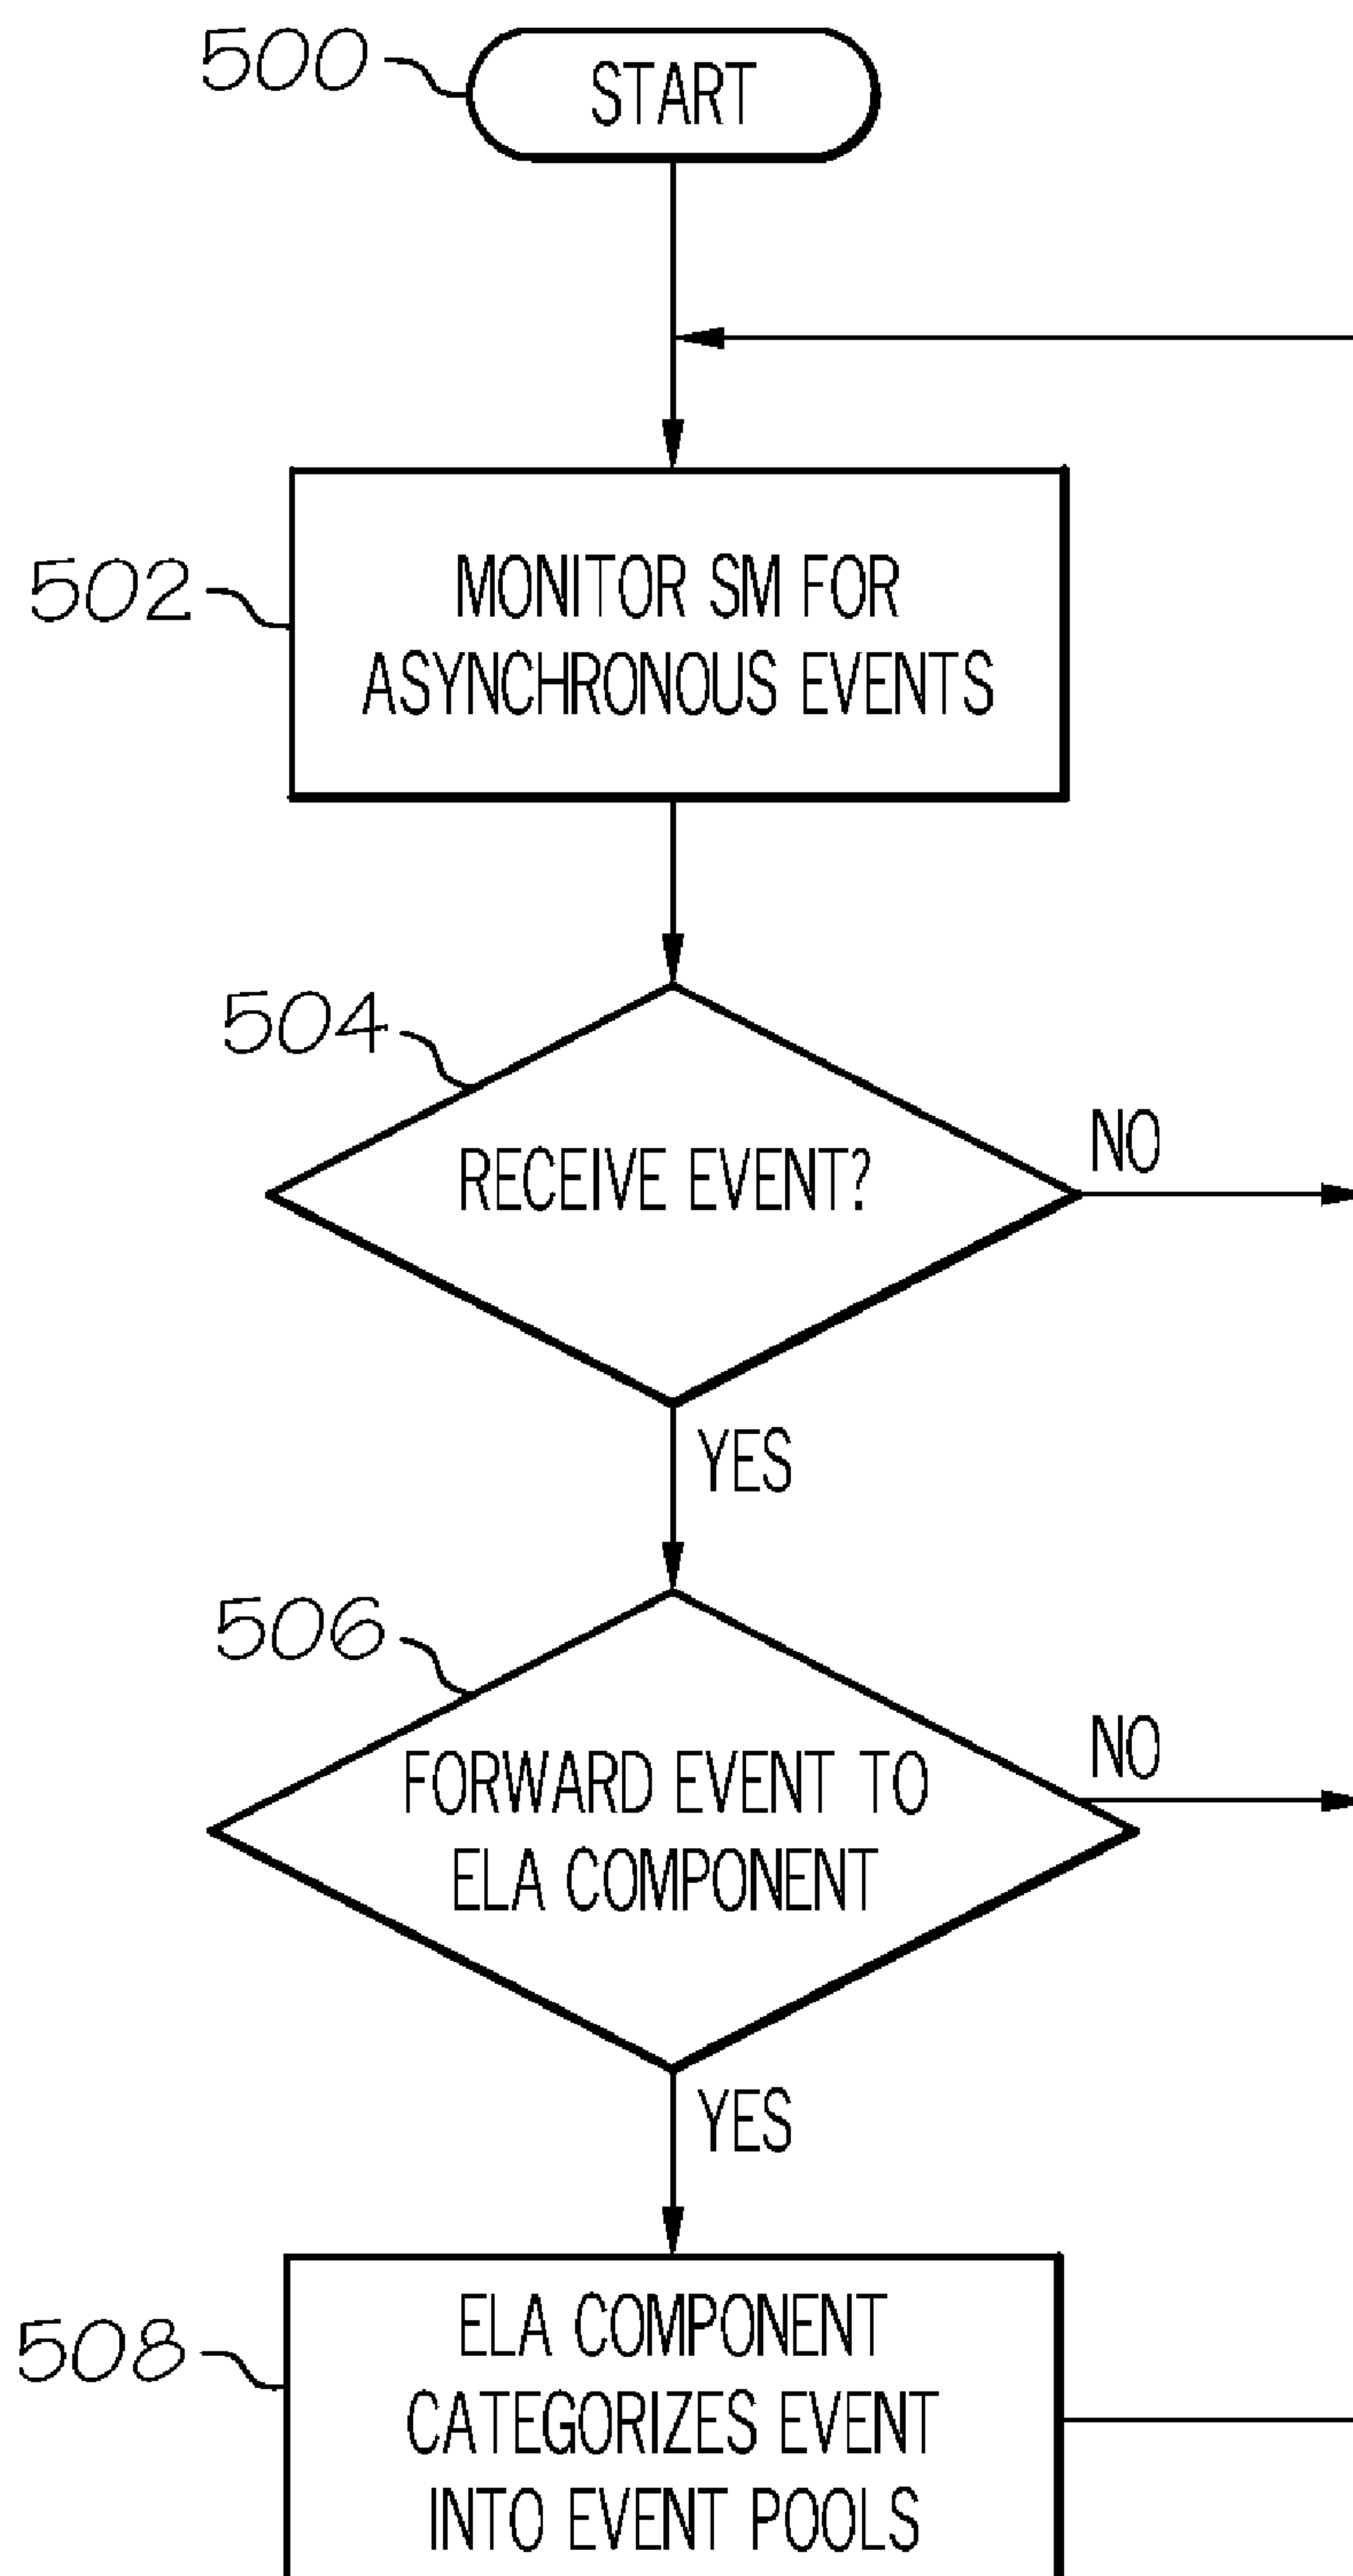 500
START
502
MONITOR SM FOR
ASYNCHRONOUS EVENTS
504
RECEIVE EVENT?
NO
YES
506
FORWARD EVENT TO
ELA COMPONENT
NO
YES
508
ELA COMPONENT
CATEGORIZES EVENT
INTO EVENT POOLS